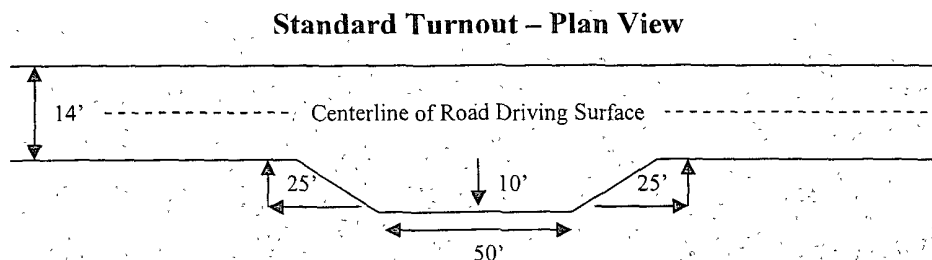 Standard Turnout – Plan View
14' Centerline of Road Driving Surface
25' 10' 25'
50'